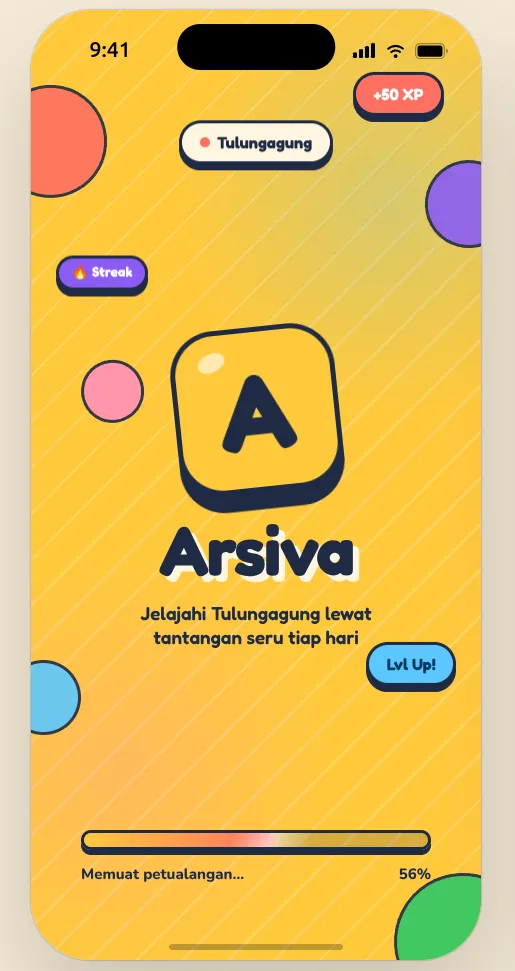 9:41
+50 XP
Tulungagung
🔥 Streak
A
Arsiva
Jelajahi Tulungagung lewat
tantangan seru tiap hari
Lvl Up!
Memuat petualangan... 56%